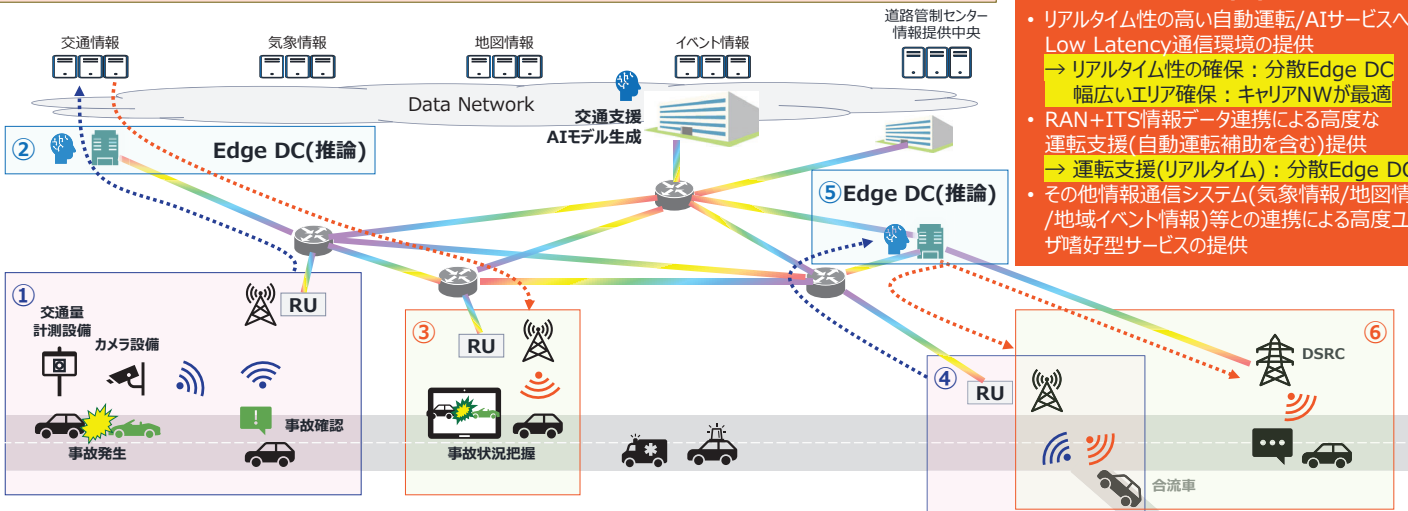 交通情報
気象情報
地図情報
イベント情報
道路管制センター
情報提供中央
Data Network
交通支援
AIモデル生成
②
Edge DC(推論)
⑤Edge DC(推論)
・リアルタイム性の高い自動運転/AIサービスへ
Low Latency通信環境の提供
→ リアルタイム性の確保：分散Edge DC
幅広いエリア確保：キャリアNWが最適
・RAN+ITS情報データ連携による高度な
運転支援(自動運転補助を含む)提供
→ 運転支援(リアルタイム)：分散Edge DC
・その他情報通信システム(気象情報/地図情
/地域イベント情報)等との連携による高度ユ
ザ嗜好型サービスの提供
①
交通量
計測設備
カメラ設備
RU
事故発生
事故確認
③
RU
事故状況把握
④
RU
合流車
⑥
DSRC